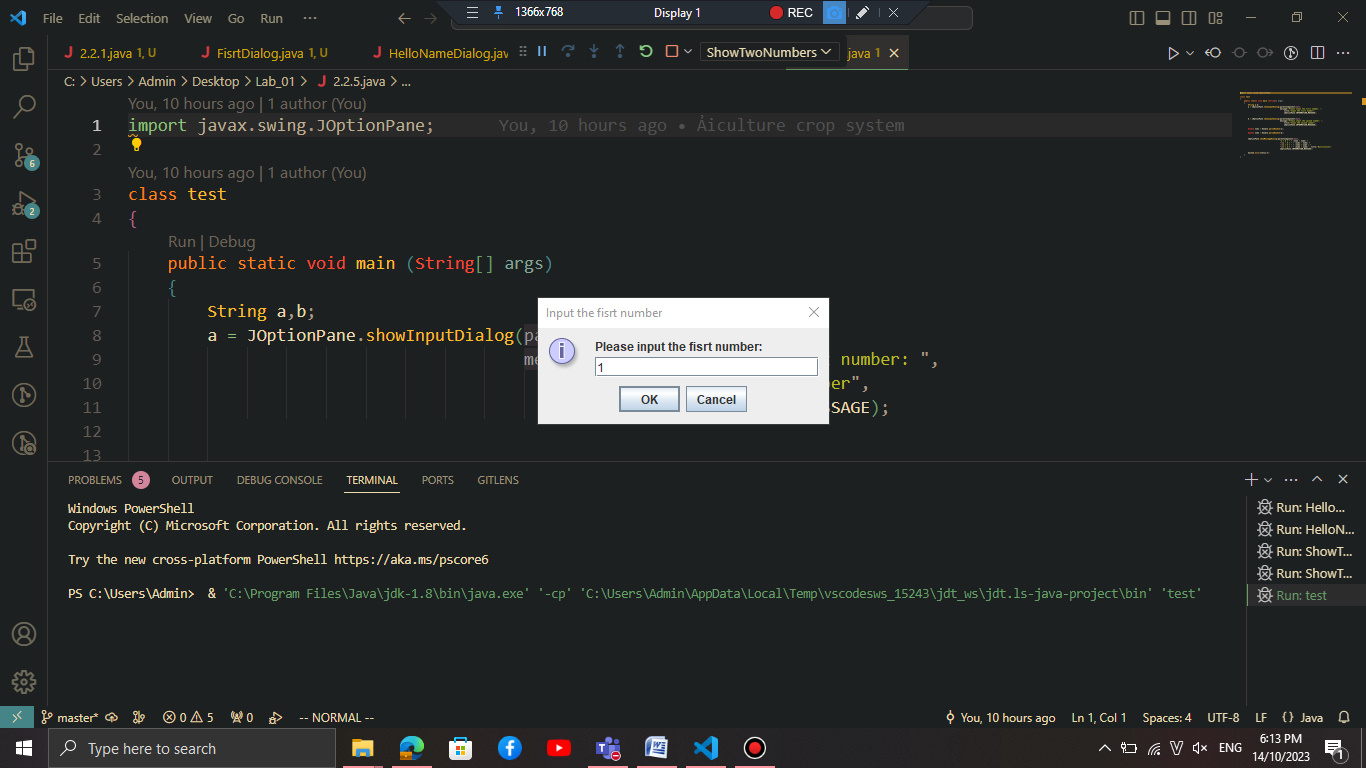 File Edit Selection View Go Run ···
1366x768 Display 1 REC
2.2.1.java 1, U FisrtDialog.java 1, U HelloNameDialog.jav ShowTwoNumbers java 1
C: > Users > Admin > Desktop > Lab_01 > J 2.2.5.java > ...
You, 10 hours ago | 1 author (You)
1 import javax.swing.JOptionPane; You, 10 hours ago • Âiculture crop system
2
You, 10 hours ago | 1 author (You)
3 class test
4 {
Run | Debug
5 public static void main (String[] args)
6 {
7 String a,b;
8 a = JOptionPane.showInputDialog(pa
9 me t number: ",
10 er",
11 SSAGE);
12
13
Input the fisrt number
Please input the fisrt number:
1
OK Cancel
PROBLEMS 5 OUTPUT DEBUG CONSOLE TERMINAL PORTS GITLENS
Windows PowerShell
Copyright (C) Microsoft Corporation. All rights reserved.
Try the new cross-platform PowerShell https://aka.ms/pscore6
PS C:\Users\Admin> & 'C:\Program Files\Java\jdk-1.8\bin\java.exe' '-cp' 'C:\Users\Admin\AppData\Local\Temp\vscodesws_15243\jdt_ws\jdt.ls-java-project\bin' 'test'
Run: Hello...
Run: HelloN...
Run: ShowT...
Run: ShowT...
Run: test
6
2
master* 0 5 0 -- NORMAL -- You, 10 hours ago Ln 1, Col 1 Spaces: 4 UTF-8 LF {} Java
Type here to search
ENG 6:13 PM
14/10/2023
1